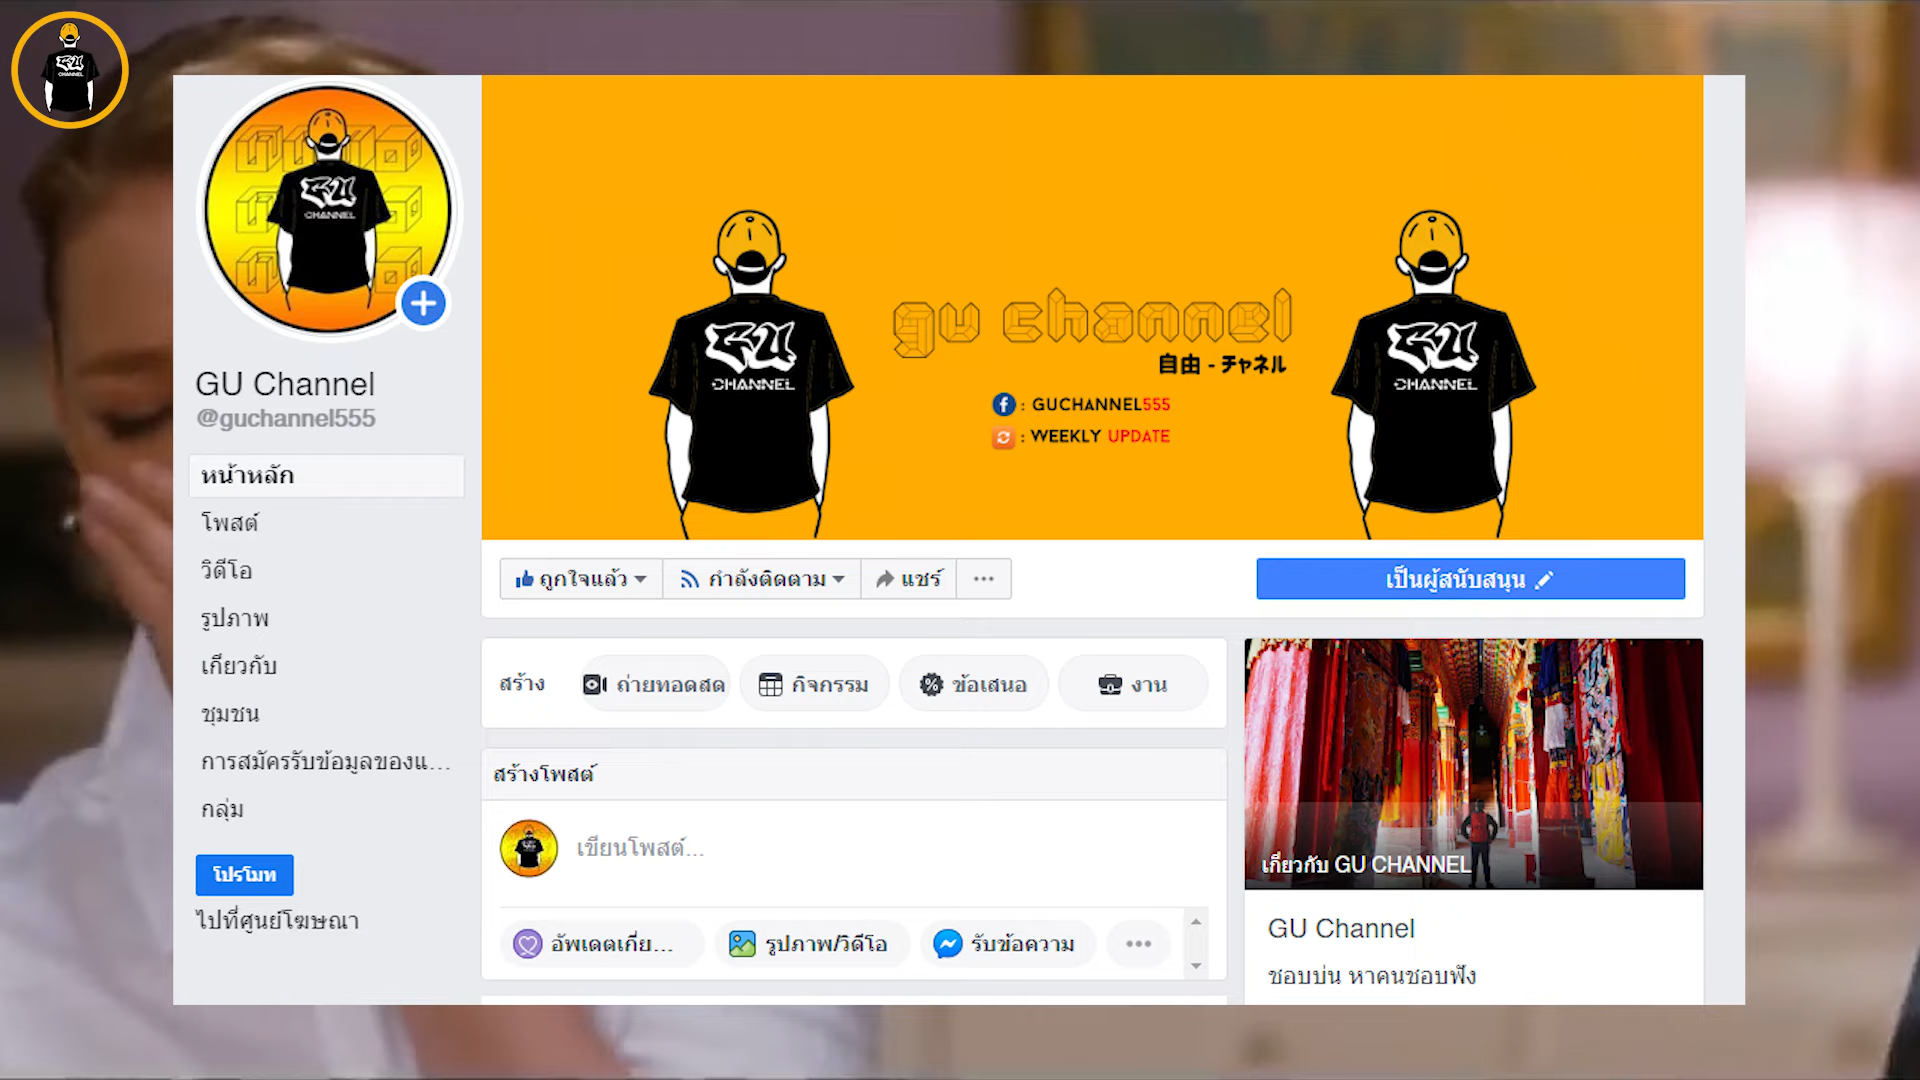 GU
CHANNEL
GU
CHANNEL
GU Channel
@guchannel555
หน้าหลัก
โพสต์
วิดีโอ
รูปภาพ
เกี่ยวกับ
ชุมชน
การสมัครรับข้อมูลของแ...
กลุ่ม
โปรโมท
ไปที่ศูนย์โฆษณา
GU
CHANNEL
gu channel
自由 - チャネル
: GUCHANNEL555
: WEEKLY UPDATE
GU
CHANNEL
ถูกใจแล้ว กำลังติดตาม แชร์ ...
เป็นผู้สนับสนุน
สร้าง ถ่ายทอดสด กิจกรรม ข้อเสนอ งาน
สร้างโพสต์
เขียนโพสต์...
อัพเดตเกี่ย... รูปภาพ/วิดีโอ รับข้อความ ...
เกี่ยวกับ GU CHANNEL
GU Channel
ชอบบ่น หาคนชอบฟัง